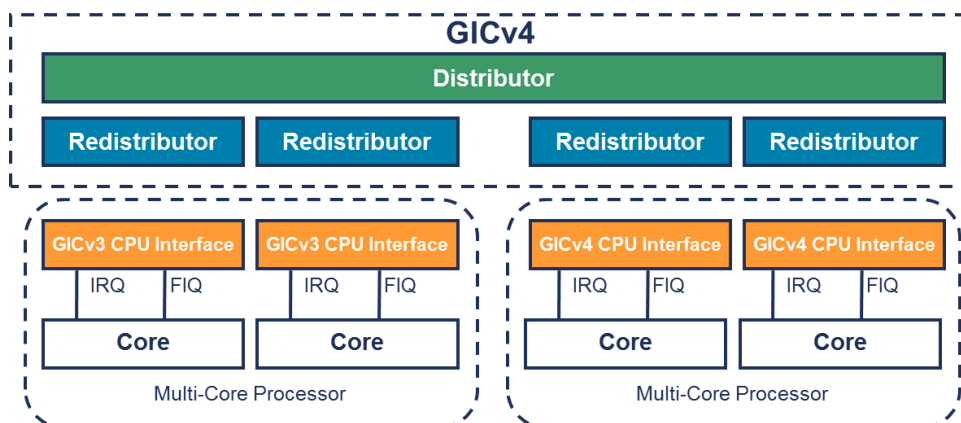 GICv4
Distributor
Redistributor Redistributor Redistributor Redistributor
GICv3 CPU Interface GICv3 CPU Interface GICv4 CPU Interface GICv4 CPU Interface
IRQ FIQ IRQ FIQ IRQ FIQ IRQ FIQ
Core Core Core Core
Multi-Core Processor Multi-Core Processor